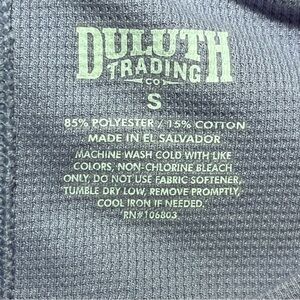 DULUTH
TRADING
CO
S
85% POLYESTER / 15% COTTON
MADE IN EL SALVADOR
MACHINE WASH COLD WITH LIKE
COLORS, NON-CHLORINE BLEACH
ONLY, DO NOT USE FABRIC SOFTENER,
TUMBLE DRY LOW, REMOVE PROMPTLY,
COOL IRON IF NEEDED.
RN#106803